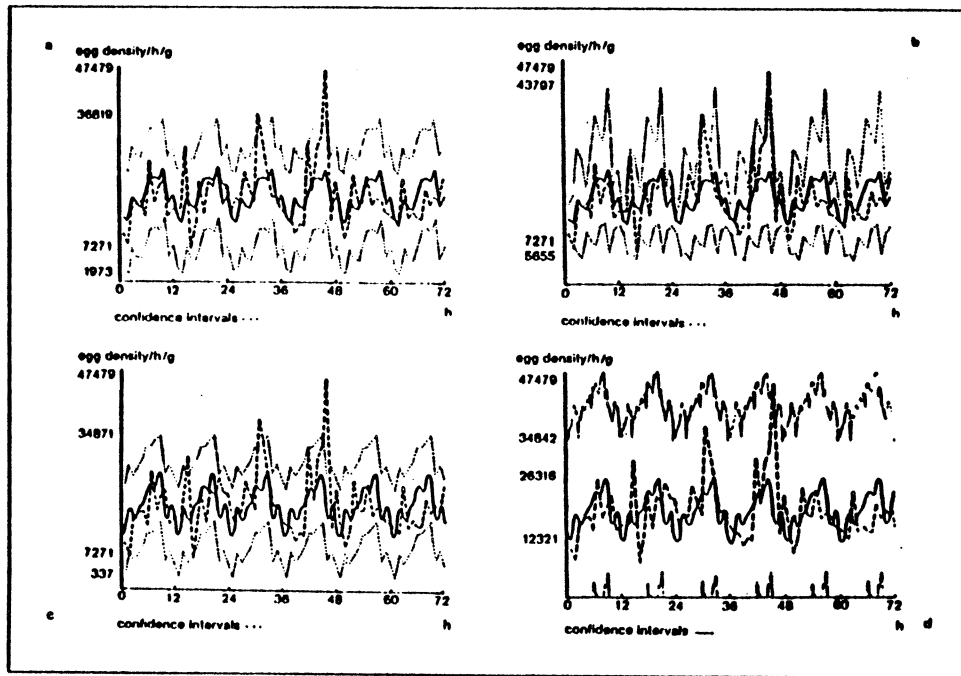 a
egg density/h/g
47479
36819
7271
1973
0 12 24 36 48 60 72
h
confidence intervals ...
b
egg density/h/g
47479
43797
7271
5655
0 12 24 36 48 60 72
h
confidence intervals ...
c
egg density/h/g
47479
34871
7271
337
0 12 24 36 48 60 72
h
confidence intervals ...
d
egg density/h/g
47479
34642
26316
12321
0 12 24 36 48 60 72
h
confidence intervals —